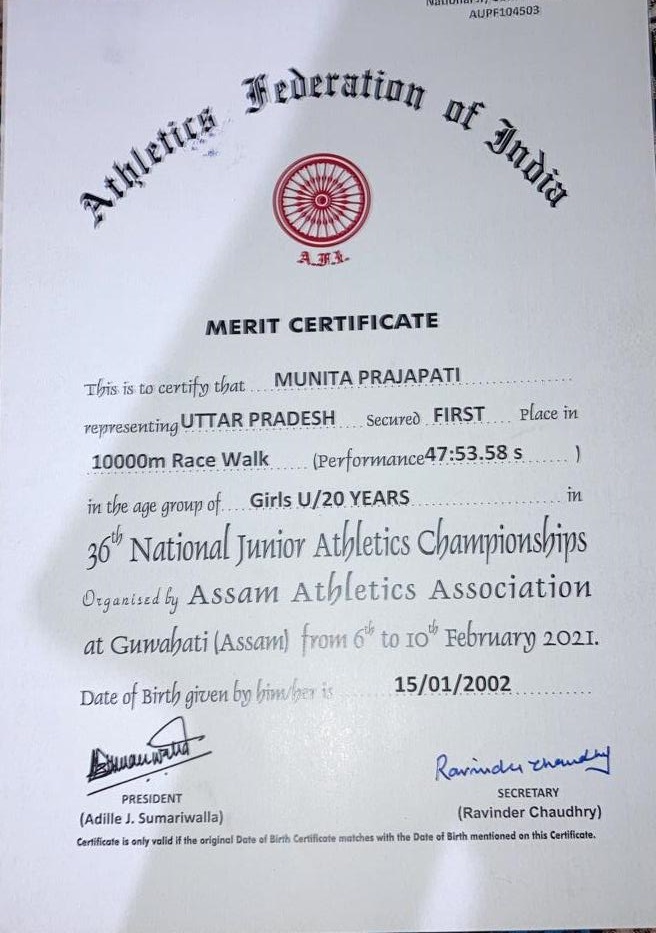 AUPF104503
Athletics Federation of India
A.F.I.
MERIT CERTIFICATE
This is to certify that MUNITA PRAJAPATI
representing UTTAR PRADESH Secured FIRST Place in
10000m Race Walk (Performance 47:53.58 s )
in the age group of Girls U/20 YEARS in
36th National Junior Athletics Championships
Organised by Assam Athletics Association
at Guwahati (Assam) from 6th to 10th February 2021.
Date of Birth given by him/her is 15/01/2002
Ravinder Chaudhry
PRESIDENT
(Adille J. Sumariwalla)
SECRETARY
(Ravinder Chaudhry)
Certificate is only valid if the original Date of Birth Certificate matches with the Date of Birth mentioned on this Certificate.